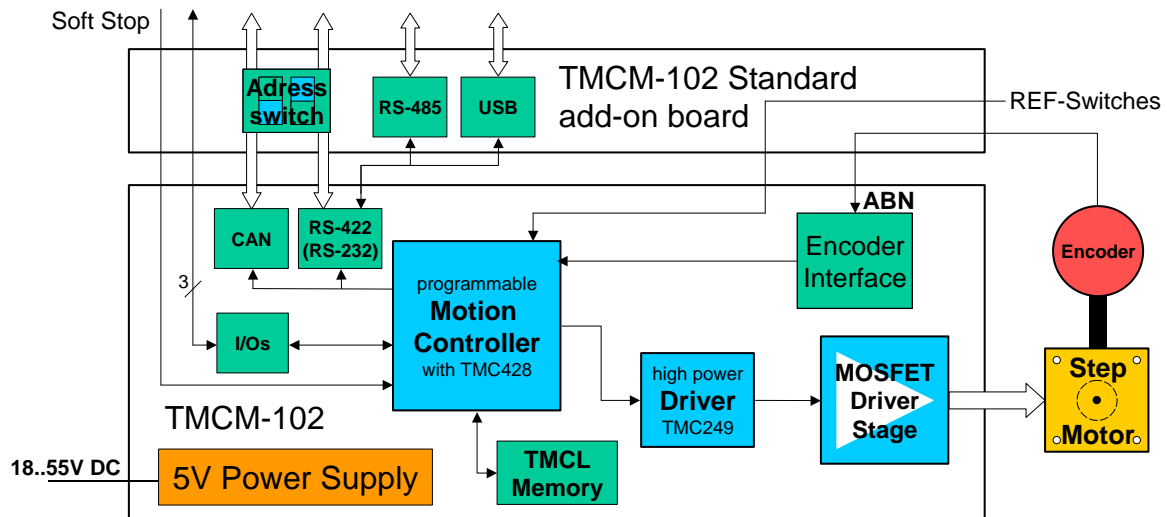 Soft Stop
Adress
switch
RS-485
USB
TMCM-102 Standard
add-on board
REF-Switches
CAN
RS-422
(RS-232)
ABN
Encoder
Interface
Encoder
3
I/Os
programmable
Motion
Controller
with TMC428
high power
Driver
TMC249
MOSFET
Driver
Stage
Step
Motor
TMCM-102
18..55V DC
5V Power Supply
TMCL
Memory